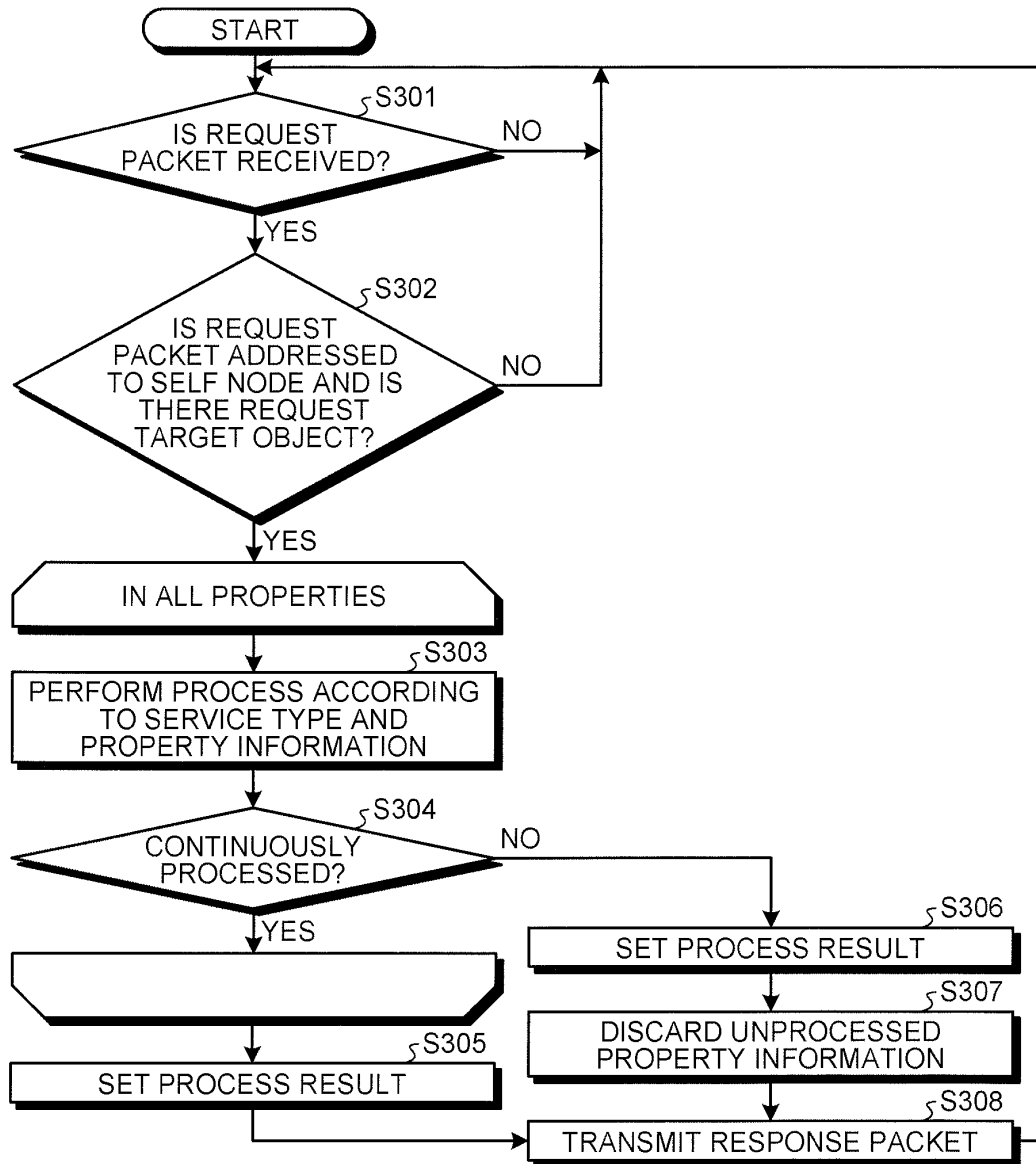 START
S301
IS REQUEST
PACKET RECEIVED?
NO
YES
S302
IS REQUEST
PACKET ADDRESSED
TO SELF NODE AND IS
THERE REQUEST
TARGET OBJECT?
NO
YES
IN ALL PROPERTIES
S303
PERFORM PROCESS ACCORDING
TO SERVICE TYPE AND
PROPERTY INFORMATION
S304
CONTINUOUSLY
PROCESSED?
NO
YES
S305
SET PROCESS RESULT
S306
SET PROCESS RESULT
S307
DISCARD UNPROCESSED
PROPERTY INFORMATION
S308
TRANSMIT RESPONSE PACKET